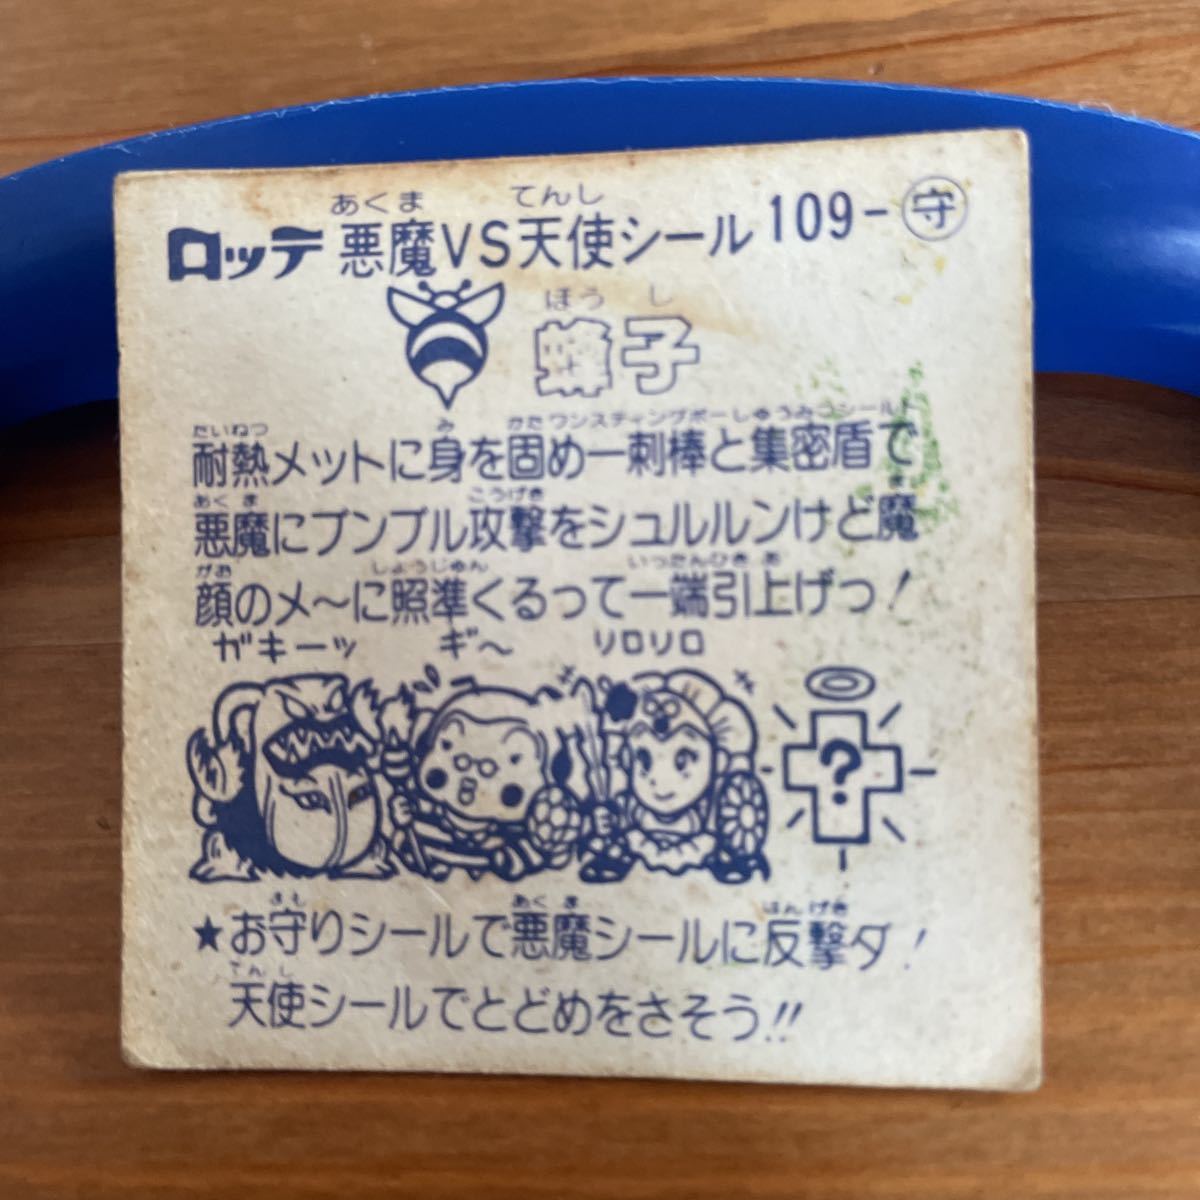 あくま てんし
ロッテ 悪魔VS天使シール 109-守
ほうし
蜂子
たいねつ み かた ワンスティングボー しゅうみつシールド
耐熱メットに身を固め一刺棒と集密盾で
あくま こうげき ま
悪魔にブンブル攻撃をシュルルンけど魔
がお しょうじゅん いったんひきあ
顔のメ〜に照準くるって一端引上げっ!
ガキーッ ギ〜 リロリロ
?
まも あくま はんげき
★お守りシールで悪魔シールに反撃ダ!
てんし
天使シールでとどめをさそう!!